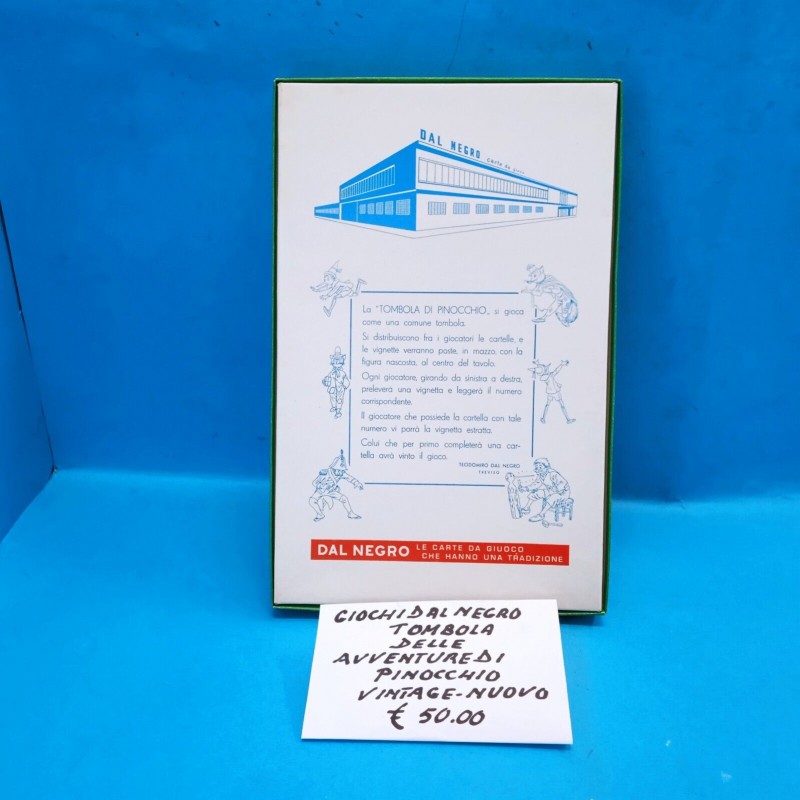 DAL NEGRO carte da gioco
La "TOMBOLA DI PINOCCHIO„ si gioca
come una comune tombola.
Si distribuiscono fra i giocatori le cartelle, e
le vignette verranno poste, in mazzo, con la
figura nascosta, al centro del tavolo.
Ogni giocatore, girando da sinistra a destra,
preleverà una vignetta e leggerà il numero
corrispondente.
Il giocatore che possiede la cartella con tale
numero vi porrà la vignetta estratta.
Colui che per primo completerà una car-
tella avrà vinto il gioco.
TEODOMIRO DAL NEGRO
TREVISO
DAL NEGRO LE CARTE DA GIUOCO
CHE HANNO UNA TRADIZIONE
GIOCHI DAL NEGRO
TOMBOLA
DELLE
AVVENTURE DI
PINOCCHIO
VINTAGE-NUOVO
€ 50.00